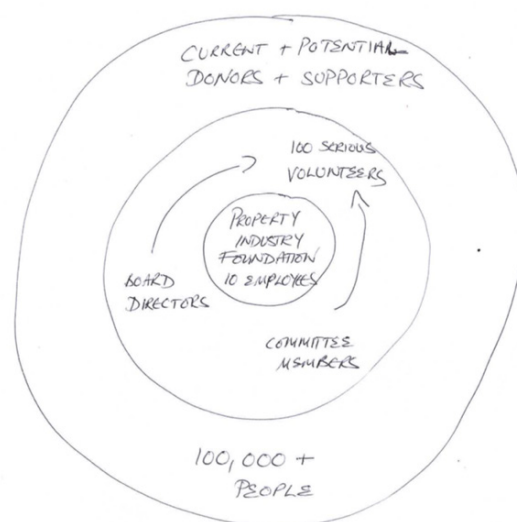 CURRENT + POTENTIAL
DONORS + SUPPORTERS
100 SERIOUS
VOLUNTEERS
PROPERTY
INDUSTRY
FOUNDATION
10 EMPLOYEES
BOARD
DIRECTORS
COMMITTEE
MEMBERS
100,000 +
PEOPLE